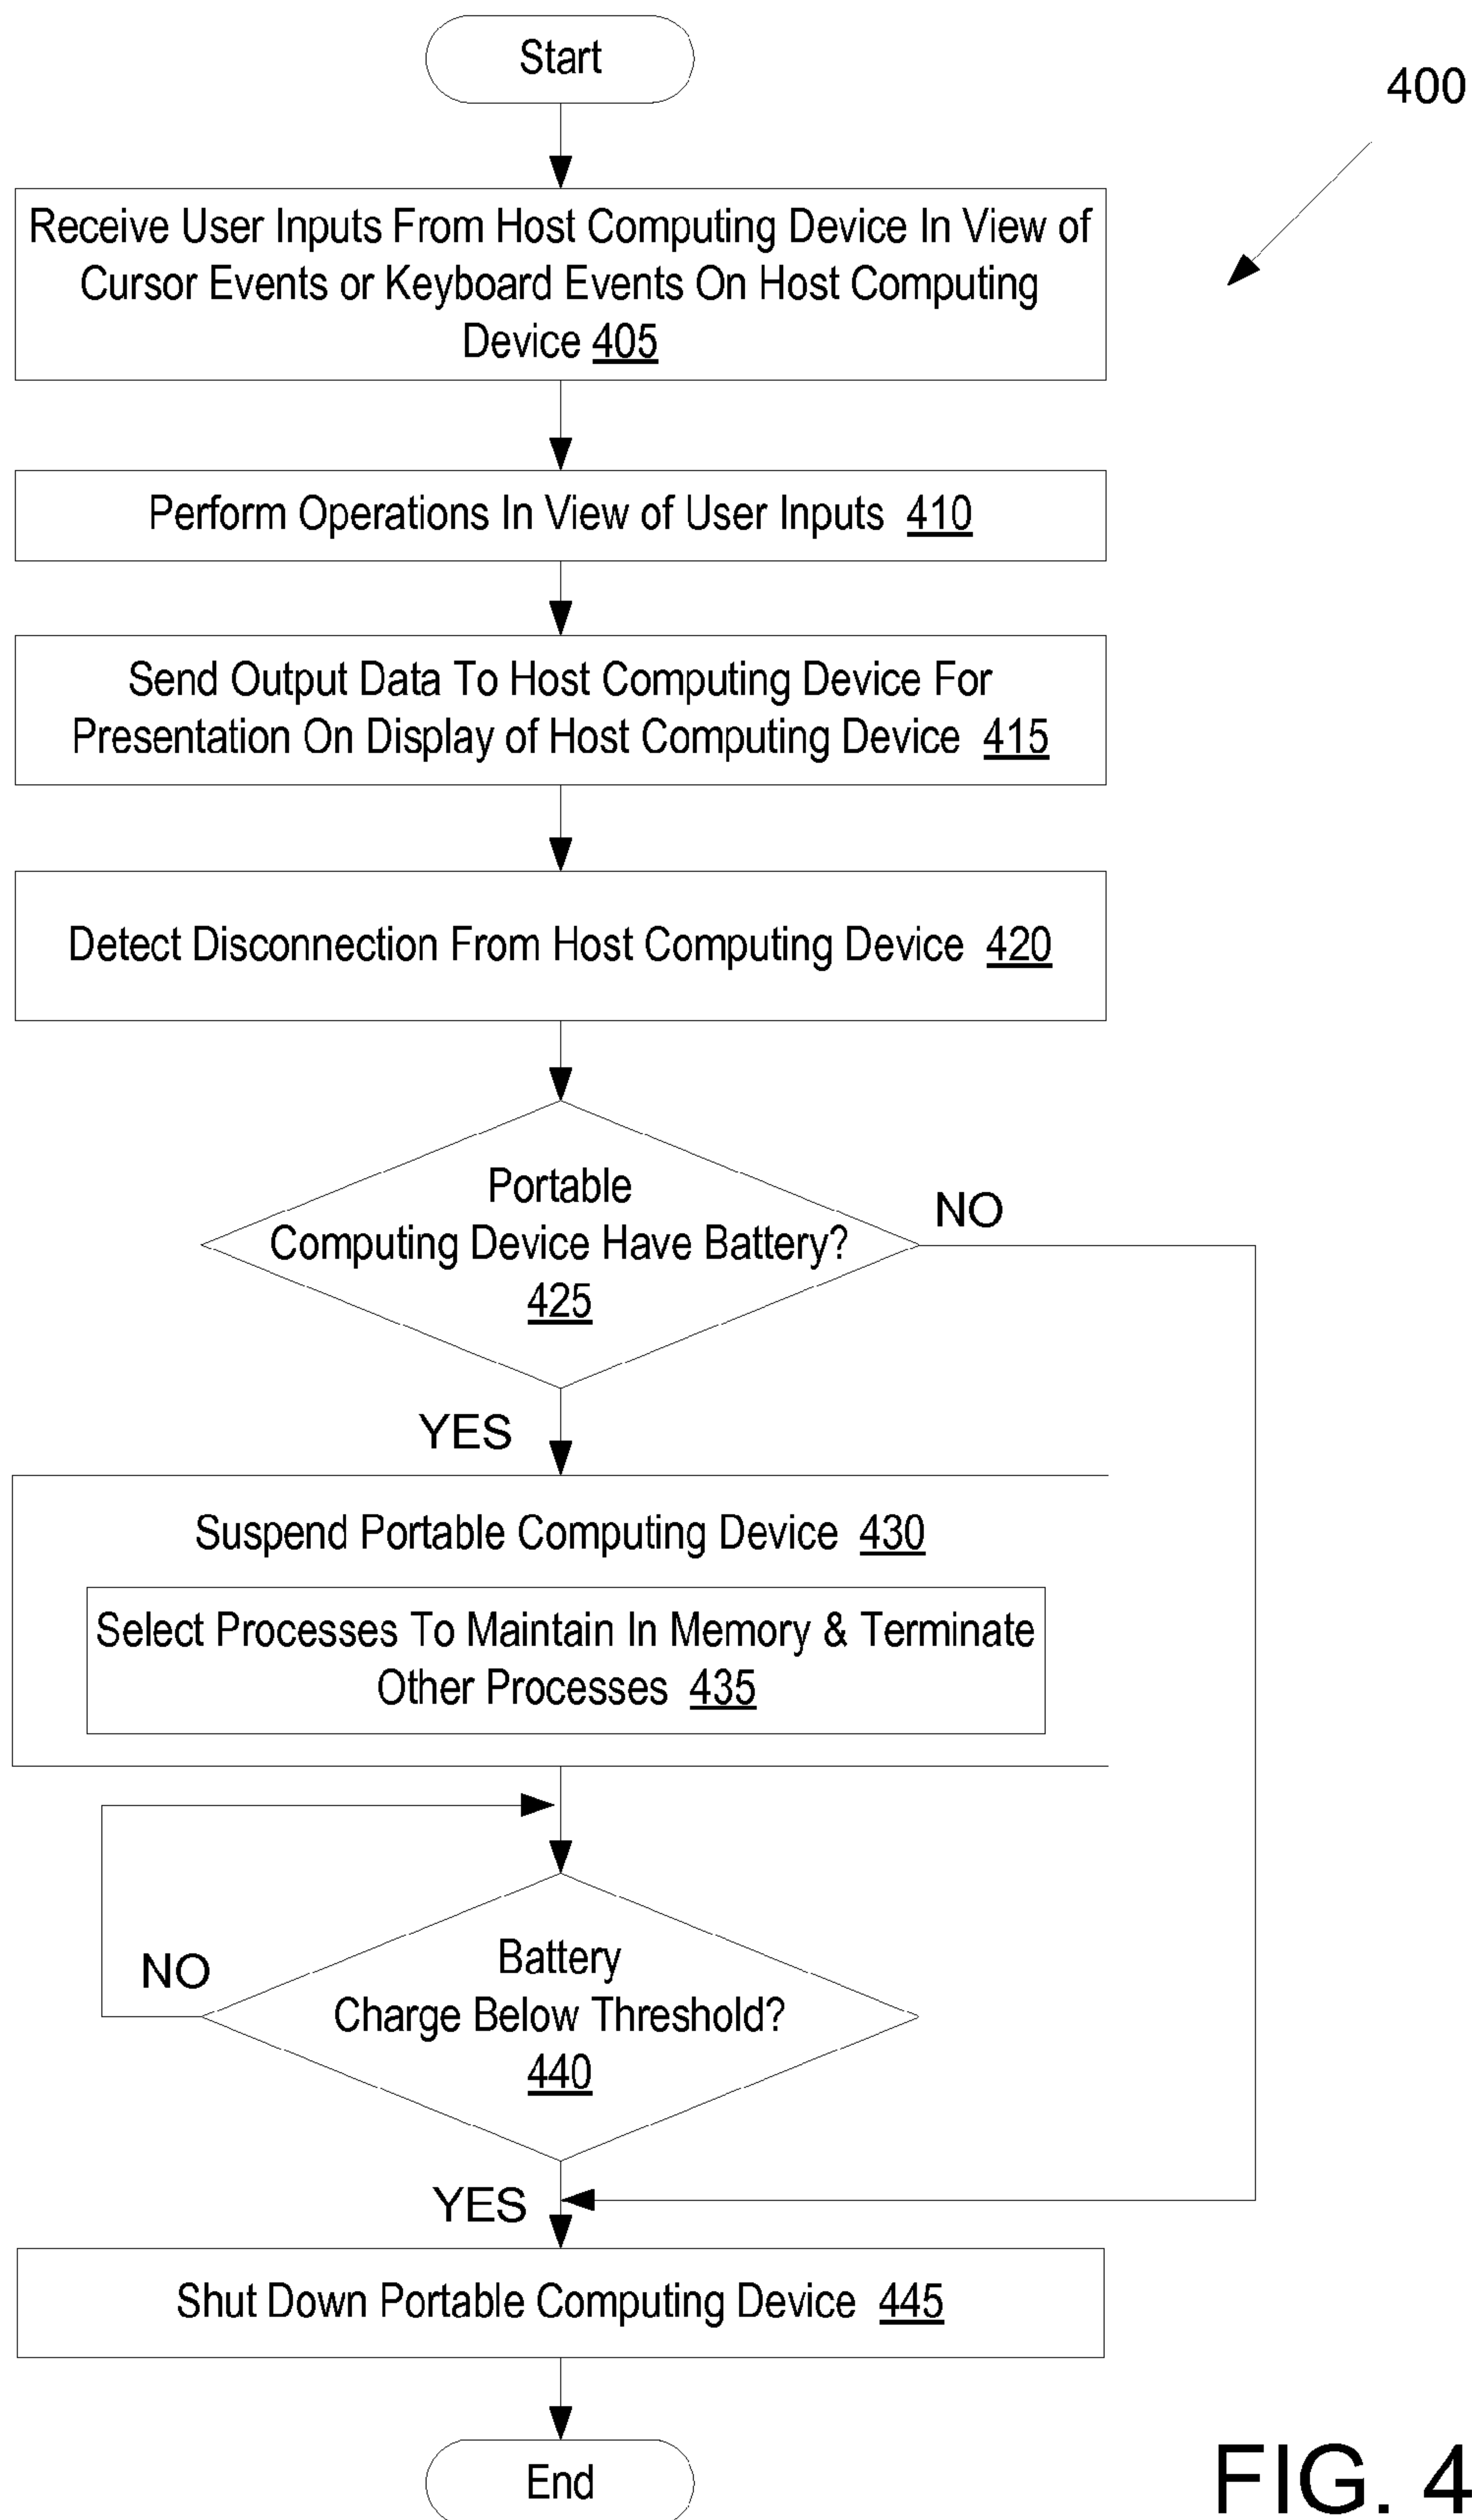 Start
400
Receive User Inputs From Host Computing Device In View of
Cursor Events or Keyboard Events On Host Computing
Device 405
Perform Operations In View of User Inputs 410
Send Output Data To Host Computing Device For
Presentation On Display of Host Computing Device 415
Detect Disconnection From Host Computing Device 420
Portable
Computing Device Have Battery?
425
NO
YES
Suspend Portable Computing Device 430
Select Processes To Maintain In Memory & Terminate
Other Processes 435
Battery
Charge Below Threshold?
440
NO
YES
Shut Down Portable Computing Device 445
End
FIG. 4